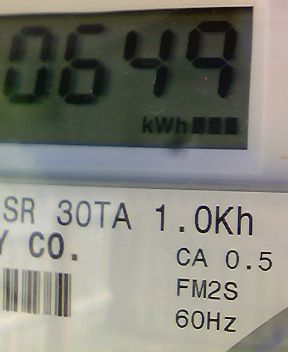 0649
kWh
SR 30TA 1.0Kh
Y CO.
CA 0.5
FM2S
60Hz